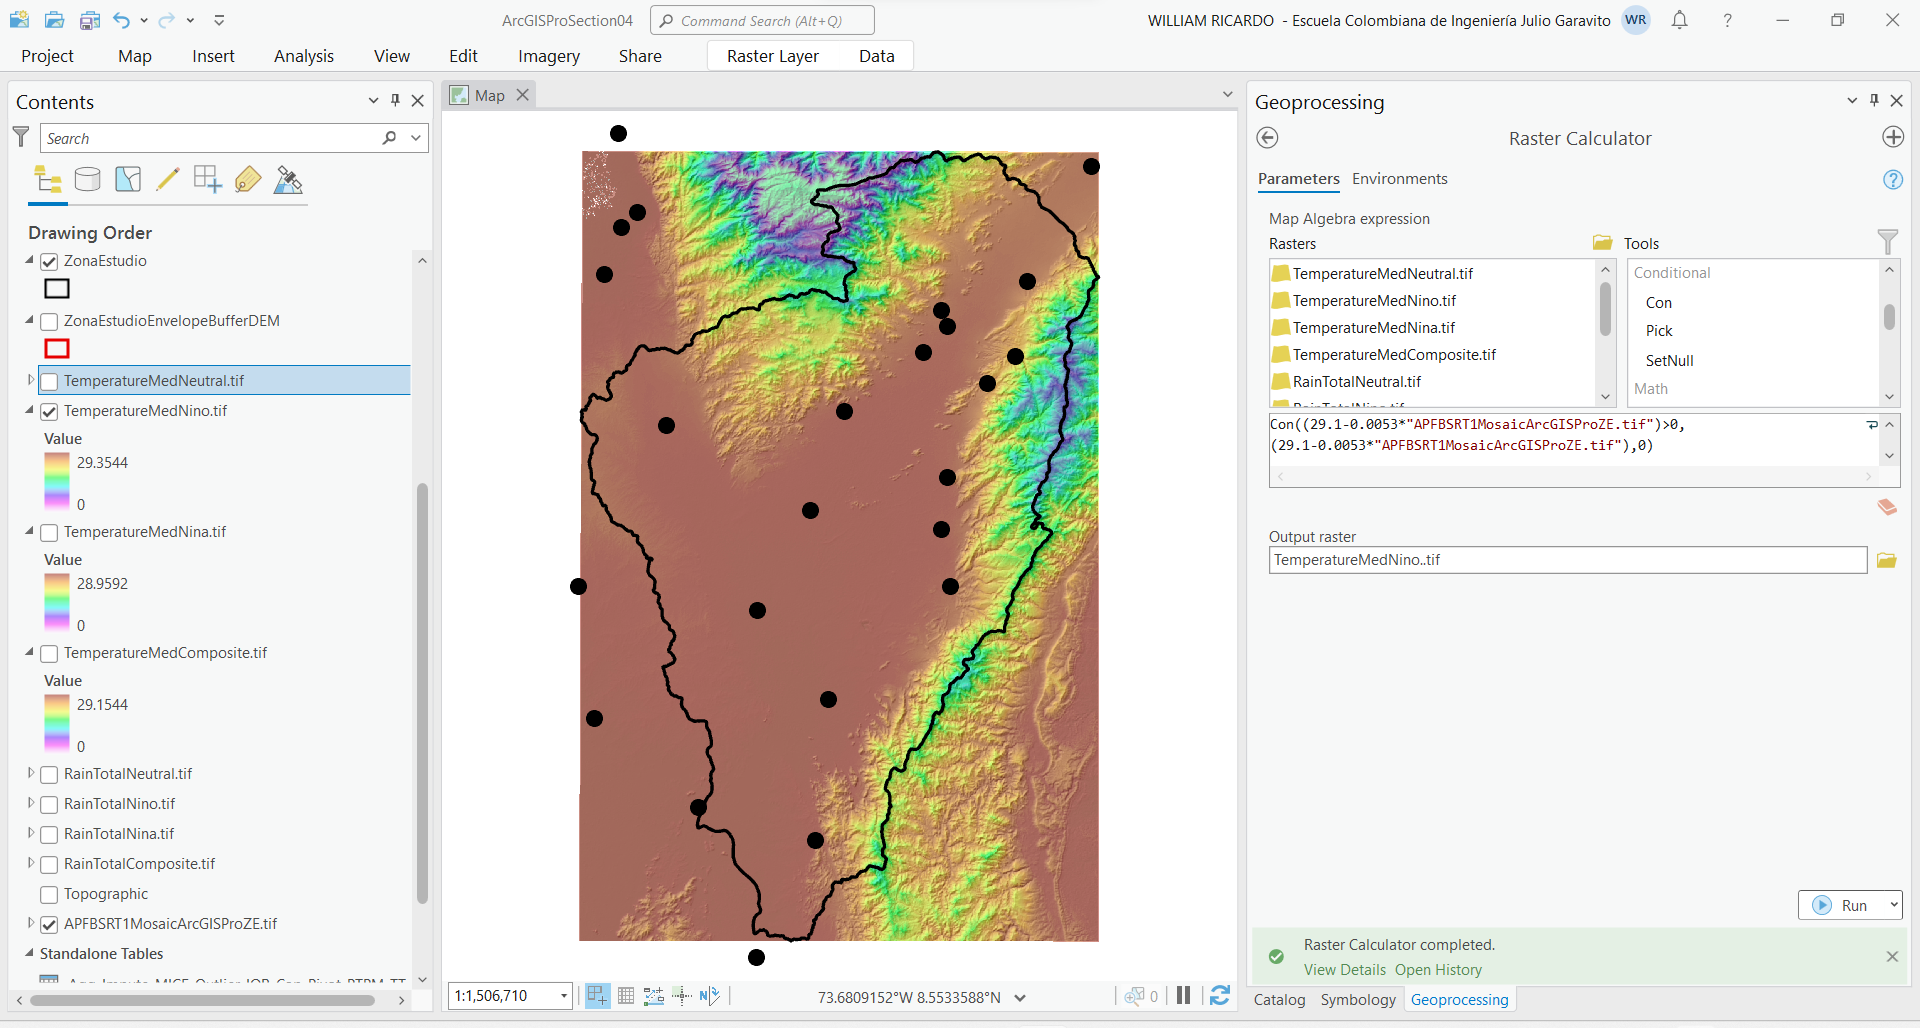 ArcGISProSection04
Command Search (Alt+Q)
WILLIAM RICARDO - Escuela Colombiana de Ingeniería Julio Garavito
WR
?
Project
Map
Insert
Analysis
View
Edit
Imagery
Share
Raster Layer
Data
Contents
Search
Drawing Order
ZonaEstudio
ZonaEstudioEnvelopeBufferDEM
TemperatureMedNeutral.tif
TemperatureMedNino.tif
Value
29.3544
0
TemperatureMedNina.tif
Value
28.9592
0
TemperatureMedComposite.tif
Value
29.1544
0
RainTotalNeutral.tif
RainTotalNino.tif
RainTotalNina.tif
RainTotalComposite.tif
Topographic
APFBSRT1MosaicArcGISProZE.tif
Standalone Tables
Map
1:1,506,710
73.6809152°W 8.5533588°N
0
Geoprocessing
Raster Calculator
Parameters
Environments
?
Map Algebra expression
Rasters
Tools
TemperatureMedNeutral.tif
TemperatureMedNino.tif
TemperatureMedNina.tif
TemperatureMedComposite.tif
RainTotalNeutral.tif
RainTotalNino.tif
Conditional
Con
Pick
SetNull
Math
Con((29.1-0.0053*"APFBSRT1MosaicArcGISProZE.tif")>0,
(29.1-0.0053*"APFBSRT1MosaicArcGISProZE.tif"),0)
Output raster
TemperatureMedNino..tif
Run
Raster Calculator completed.
View Details Open History
Catalog
Symbology
Geoprocessing